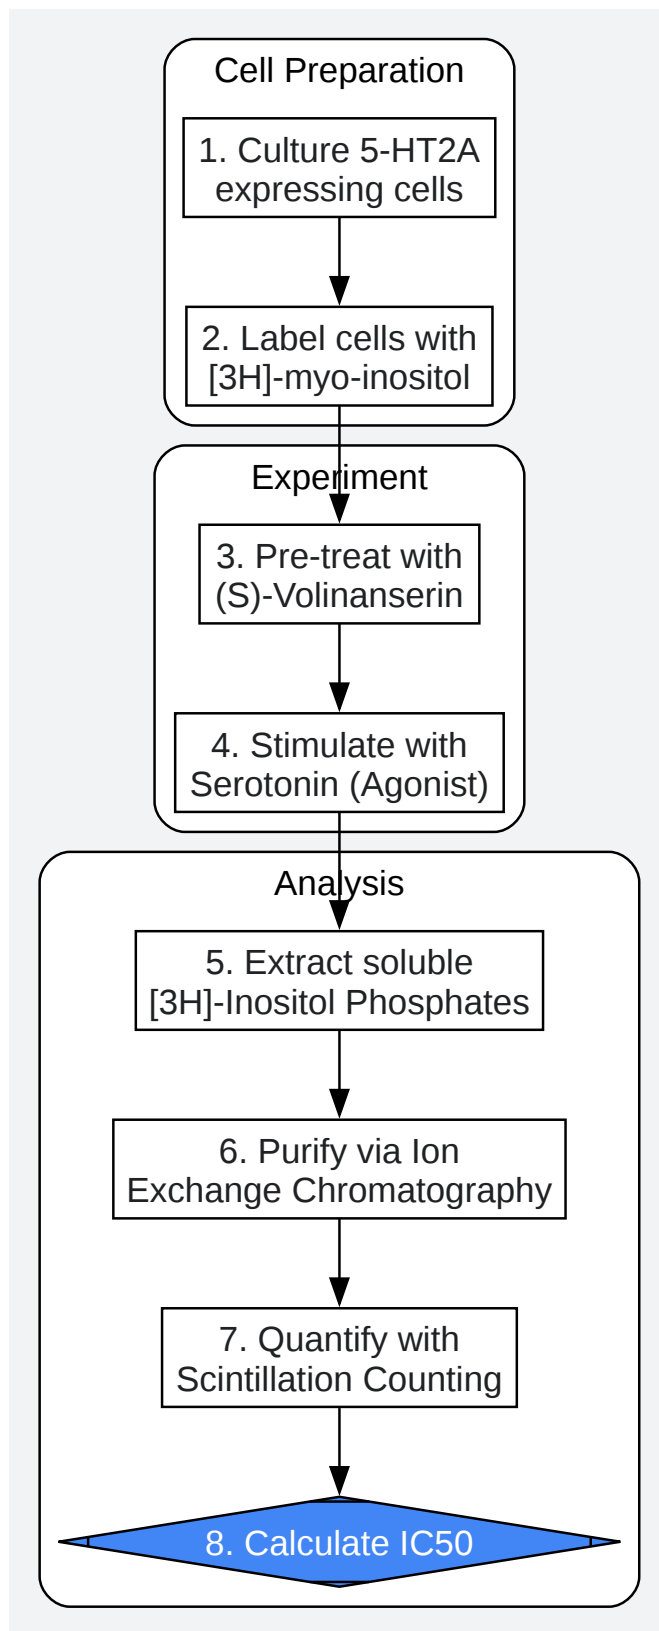 Cell Preparation
1. Culture 5-HT2A
expressing cells
2. Label cells with
[3H]-myo-inositol
Experiment
3. Pre-treat with
(S)-Volinanserin
4. Stimulate with
Serotonin (Agonist)
Analysis
5. Extract soluble
[3H]-Inositol Phosphates
6. Purify via Ion
Exchange Chromatography
7. Quantify with
Scintillation Counting
8. Calculate IC50